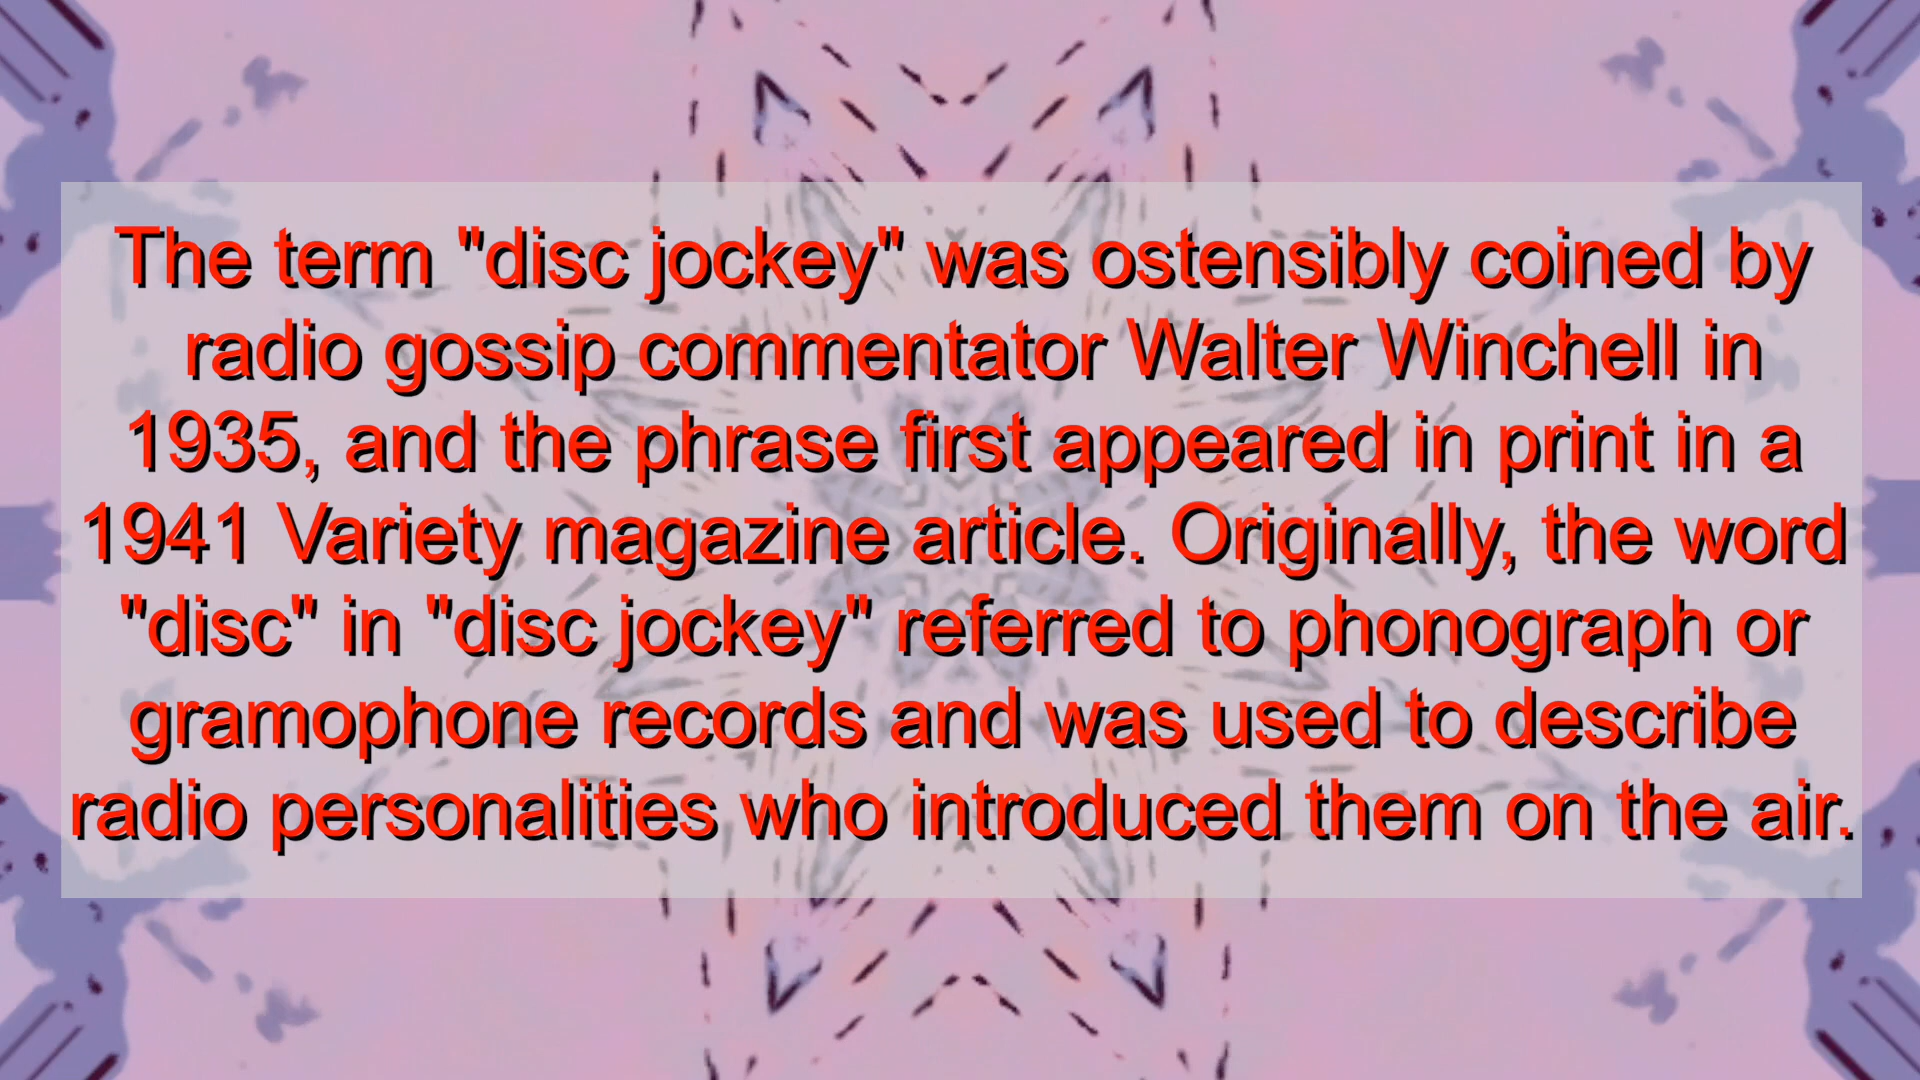 The term "disc jockey" was ostensibly coined by
radio gossip commentator Walter Winchell in
1935, and the phrase first appeared in print in a
1941 Variety magazine article. Originally, the word
"disc" in "disc jockey" referred to phonograph or
gramophone records and was used to describe
radio personalities who introduced them on the air.